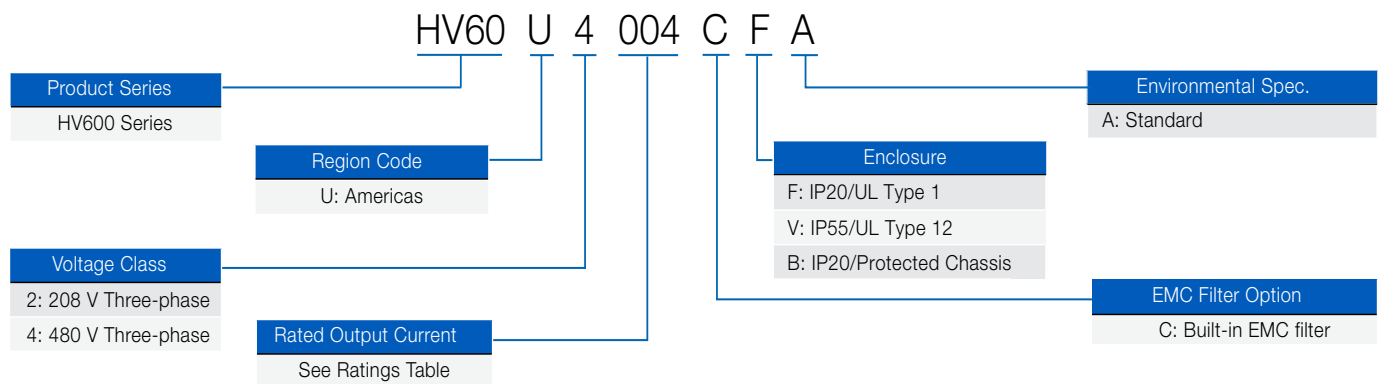 HV60 U 4 004 C F A
Product Series
HV600 Series
Region Code
U: Americas
Voltage Class
2: 208 V Three-phase
4: 480 V Three-phase
Rated Output Current
See Ratings Table
Environmental Spec.
A: Standard
Enclosure
F: IP20/UL Type 1
V: IP55/UL Type 12
B: IP20/Protected Chassis
EMC Filter Option
C: Built-in EMC filter